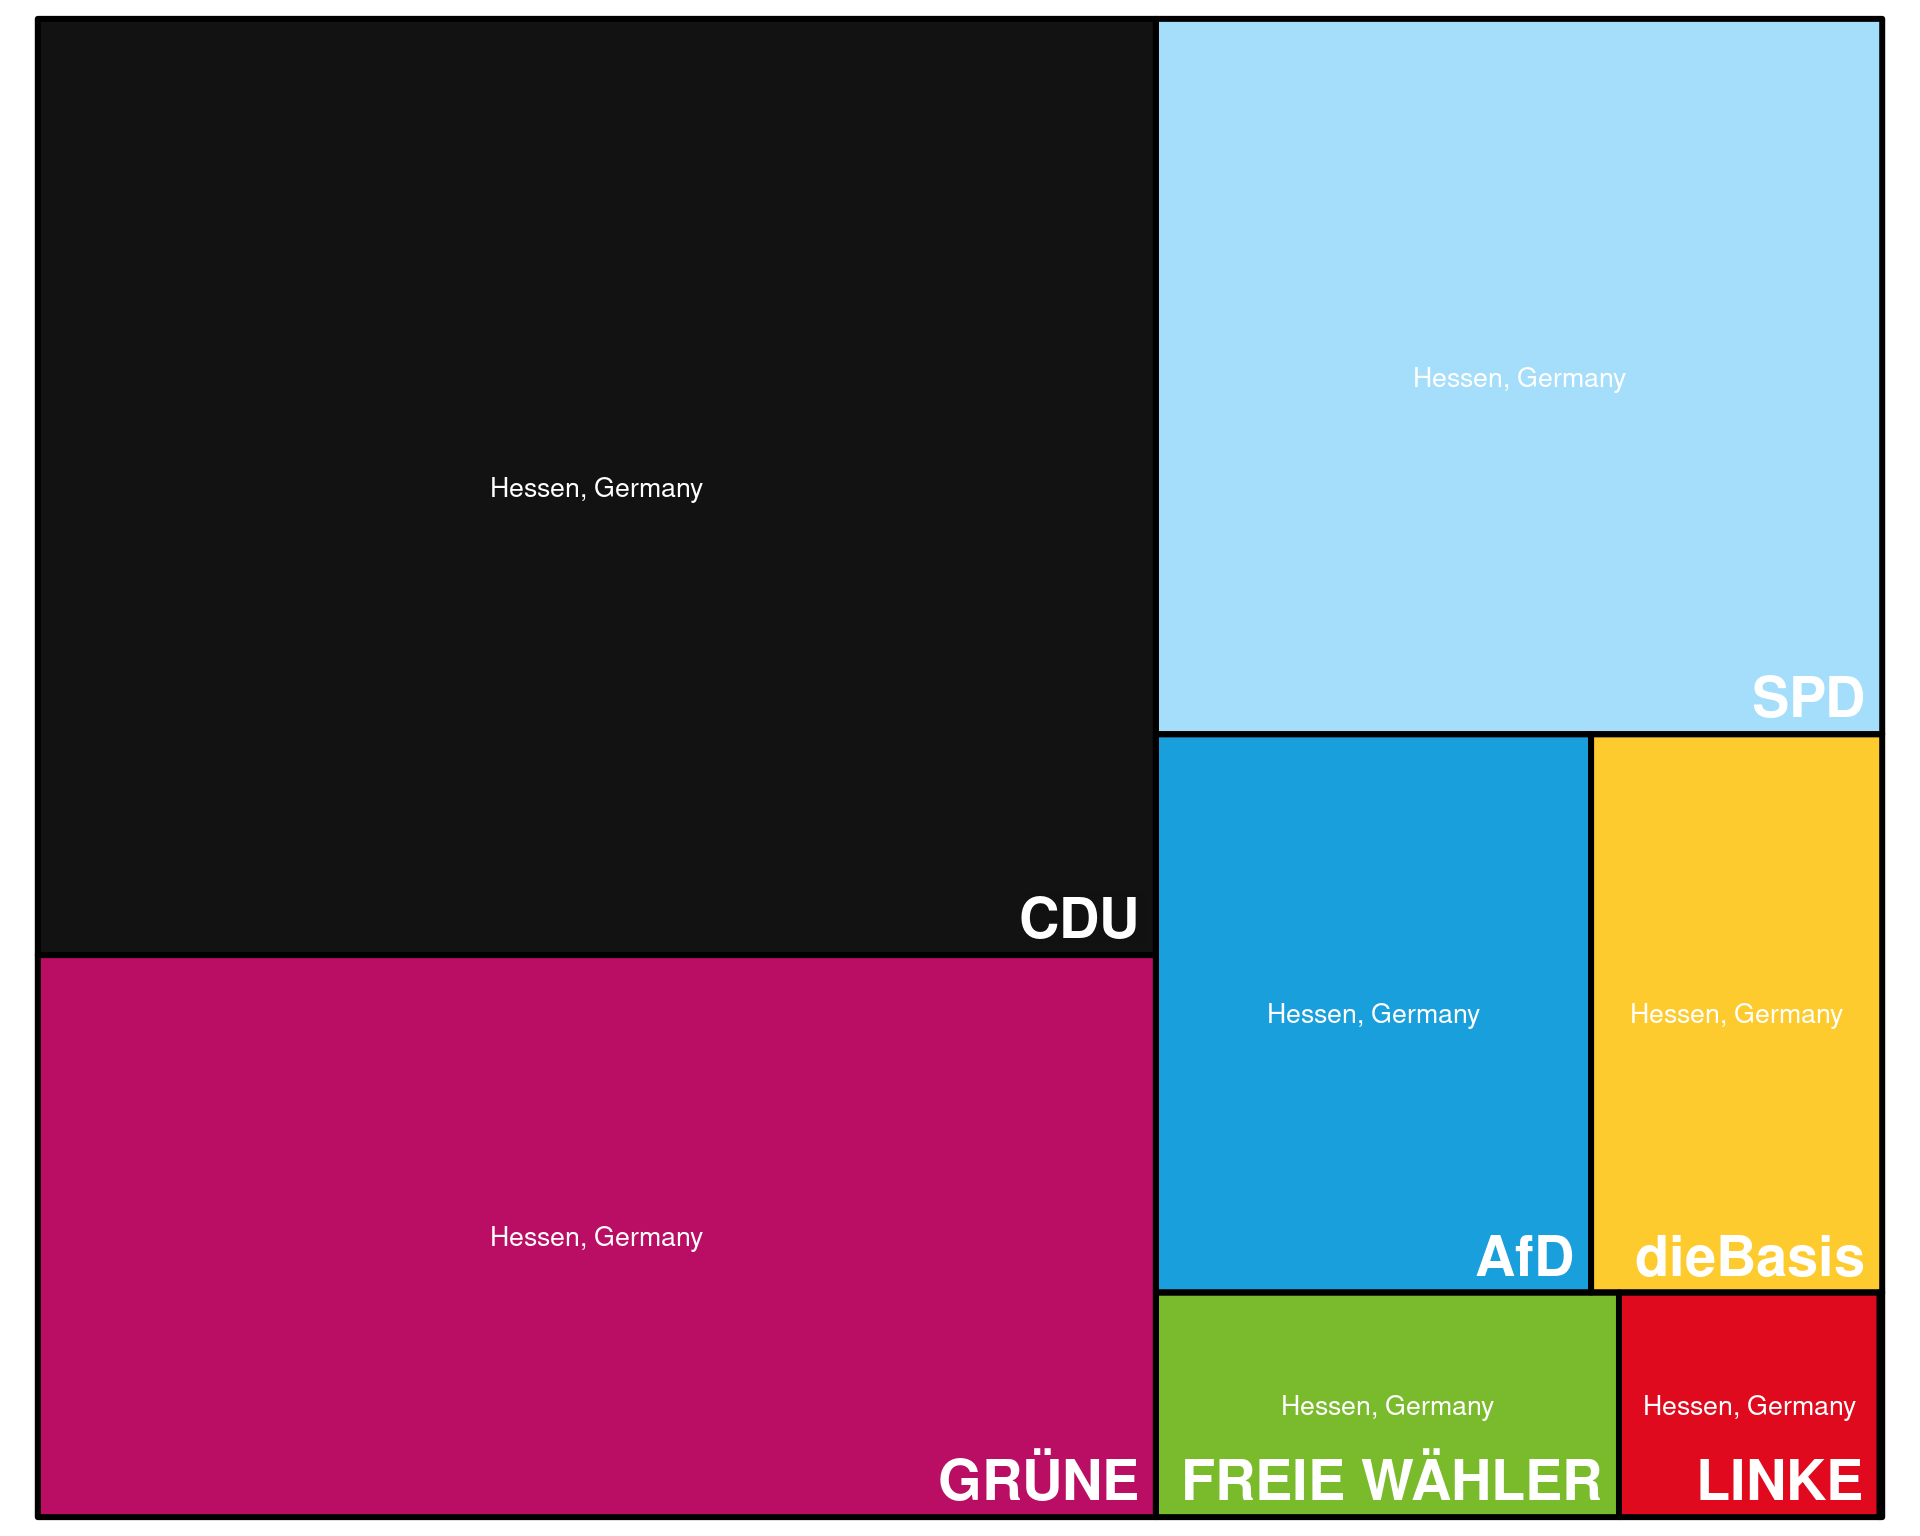 Hessen, Germany
CDU
Hessen, Germany
GRÜNE
Hessen, Germany
SPD
Hessen, Germany
AfD
Hessen, Germany
dieBasis
Hessen, Germany
FREIE WÄHLER
Hessen, Germany
LINKE